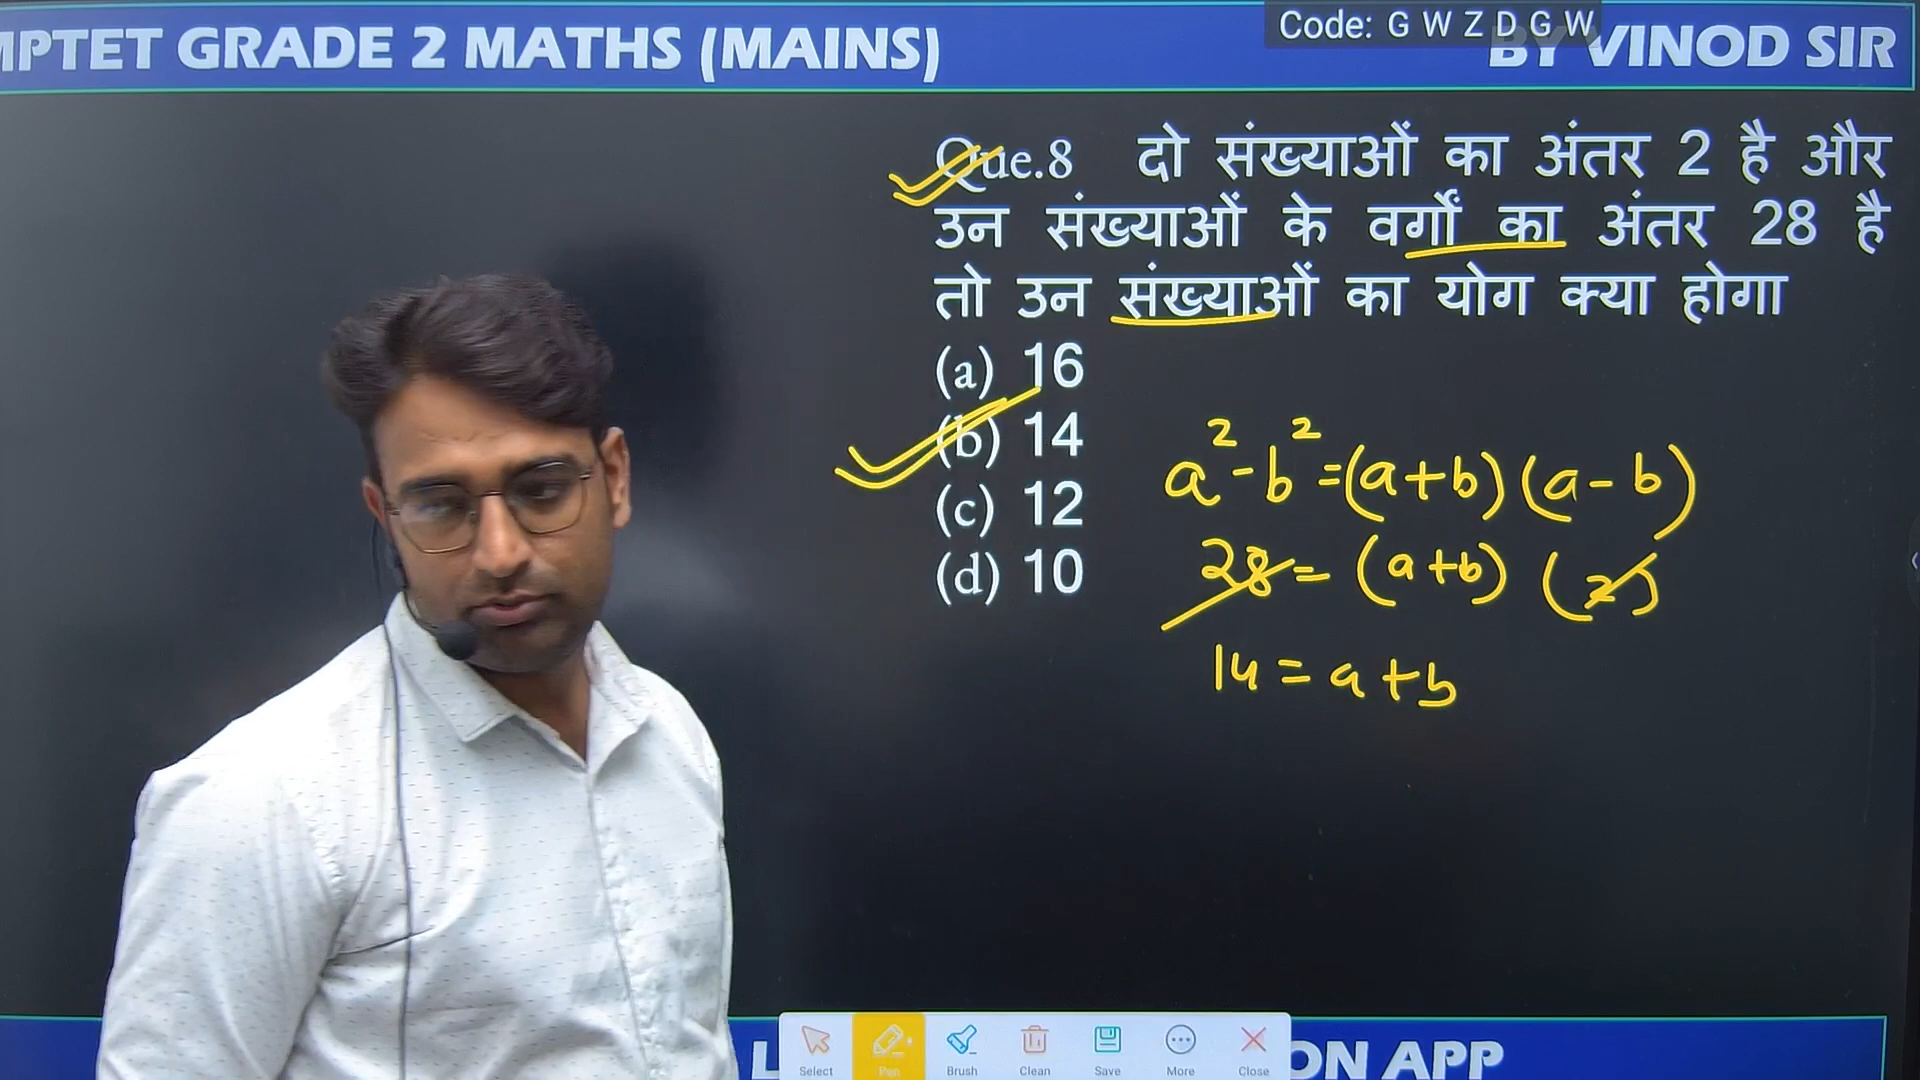 MPTET GRADE 2 MATHS (MAINS)
Code: G W Z D G W
BY VINOD SIR
Que.8 दो संख्याओं का अंतर 2 है और
उन संख्याओं के वर्गों का अंतर 28 है
तो उन संख्याओं का योग क्या होगा
(a) 16
(b) 14
(c) 12
(d) 10
a²-b²=(a+b)(a-b)
28=(a+b)(2)
14=a+b
Select Pen Brush Clean Save More Close
ON APP